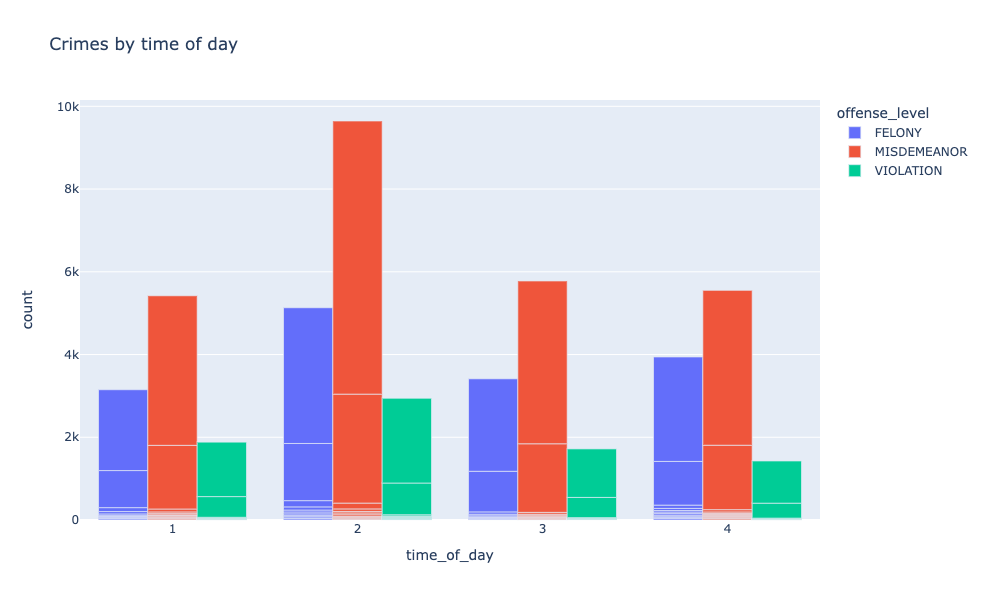 Crimes by time of day
offense_level
FELONY
MISDEMEANOR
VIOLATION
count
10k
8k
6k
4k
2k
0
1 2 3 4
time_of_day